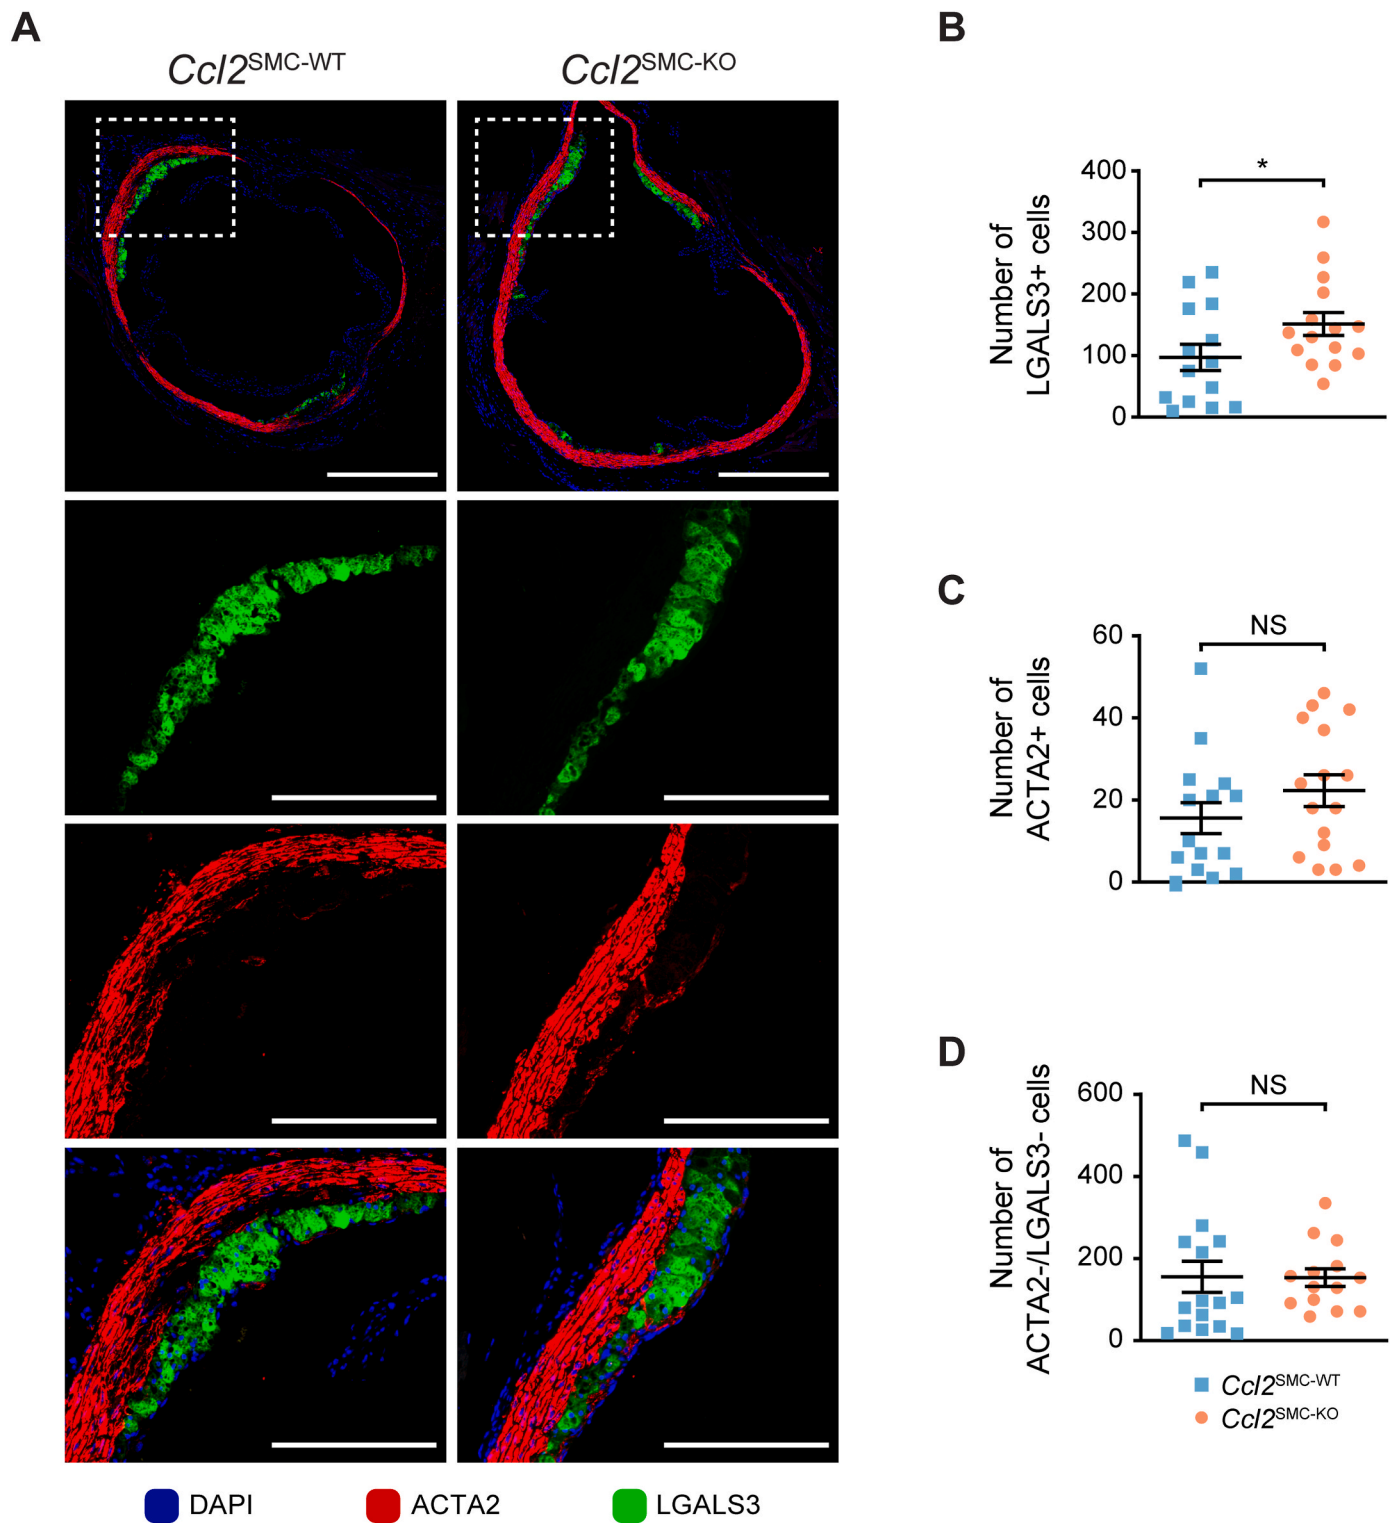 A
Ccl2SMC-WT
Ccl2SMC-KO
DAPI
ACTA2
LGALS3
B
Number of
LGALS3+ cells
400
300
200
100
0
*
C
Number of
ACTA2+ cells
60
40
20
0
NS
D
Number of
ACTA2-/LGALS3- cells
600
400
200
0
NS
Ccl2SMC-WT
Ccl2SMC-KO